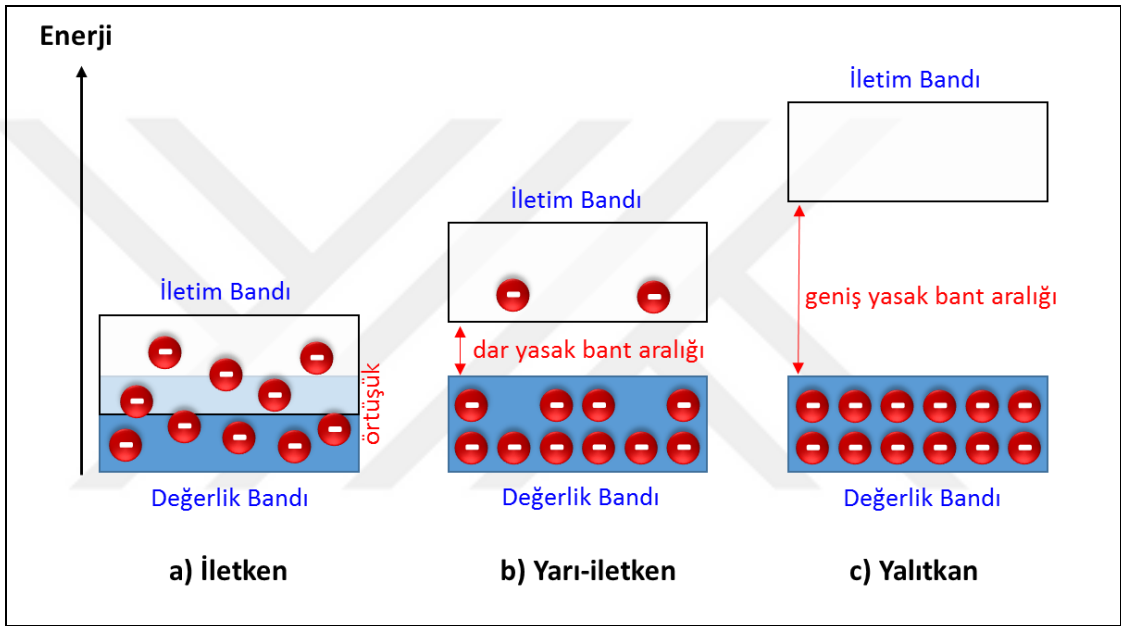 Enerji
İletim Bandı
İletim Bandı
İletim Bandı
geniş yasak bant aralığı
dar yasak bant aralığı
örtüşük
Değerlik Bandı
Değerlik Bandı
Değerlik Bandı
a) İletken
b) Yarı-iletken
c) Yalıtkan